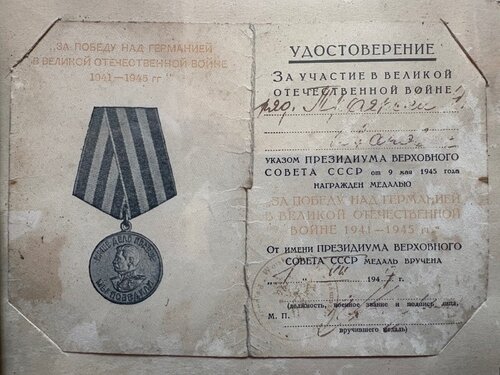 „ЗА ПОБЕДУ НАД ГЕРМАНИЕЙ
В ВЕЛИКОЙ ОТЕЧЕСТВЕННОЙ ВОЙНЕ
1941—1945 гг."
НАШЕ ДЕЛО ПРАВОЕ
МЫ ПОБЕДИЛИ
УДОСТОВЕРЕНИЕ
ЗА УЧАСТИЕ В ВЕЛИКОЙ
ОТЕЧЕСТВЕННОЙ ВОЙНЕ
УКАЗОМ ПРЕЗИДИУМА ВЕРХОВНОГО
СОВЕТА СССР от 9 мая 1945 года
НАГРАЖДЕН МЕДАЛЬЮ
„ЗА ПОБЕДУ НАД ГЕРМАНИЕЙ
В ВЕЛИКОЙ ОТЕЧЕСТВЕННОЙ
ВОЙНЕ 1941—1945 гг."
От имени ПРЕЗИДИУМА ВЕРХОВНОГО
СОВЕТА СССР МЕДАЛЬ ВРУЧЕНА
194 г.
(должность, военное звание и подпись лица,
М. П.
вручившего медаль)